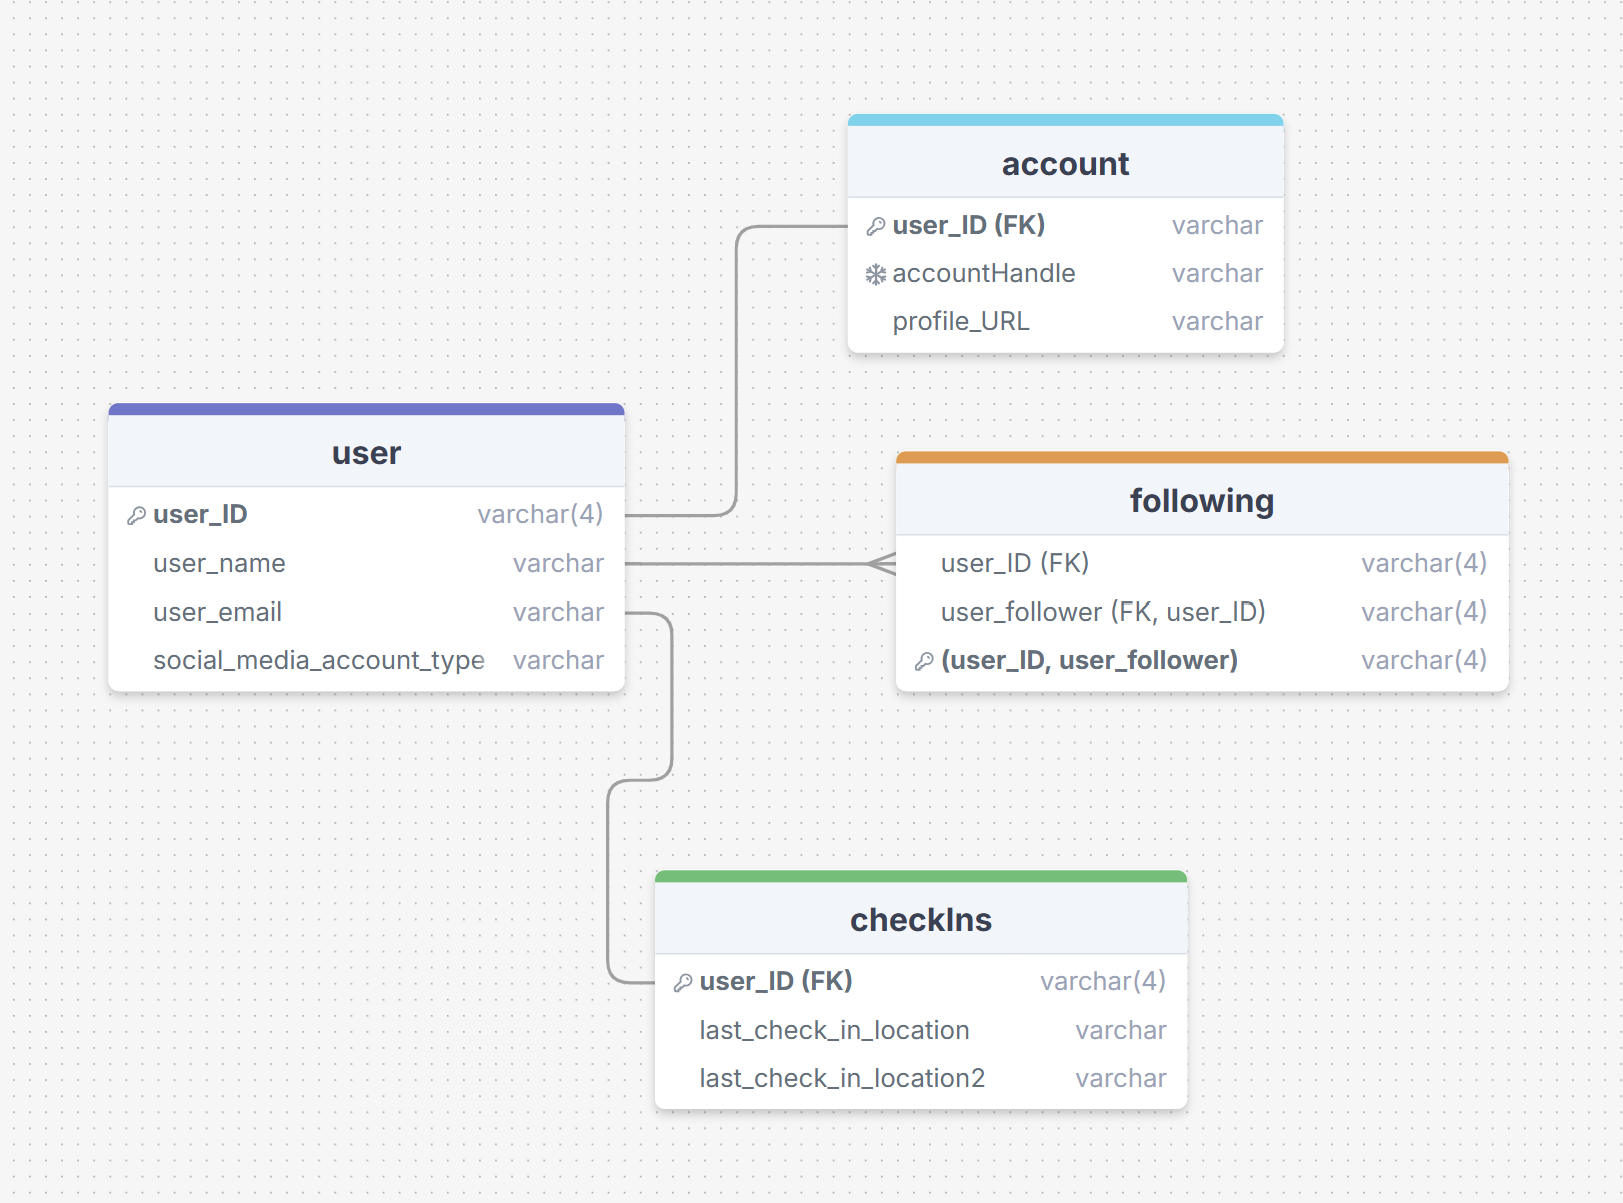 account
user_ID (FK) varchar
accountHandle varchar
profile_URL varchar
user
user_ID varchar(4)
user_name varchar
user_email varchar
social_media_account_type varchar
following
user_ID (FK) varchar(4)
user_follower (FK, user_ID) varchar(4)
(user_ID, user_follower) varchar(4)
checkIns
user_ID (FK) varchar(4)
last_check_in_location varchar
last_check_in_location2 varchar